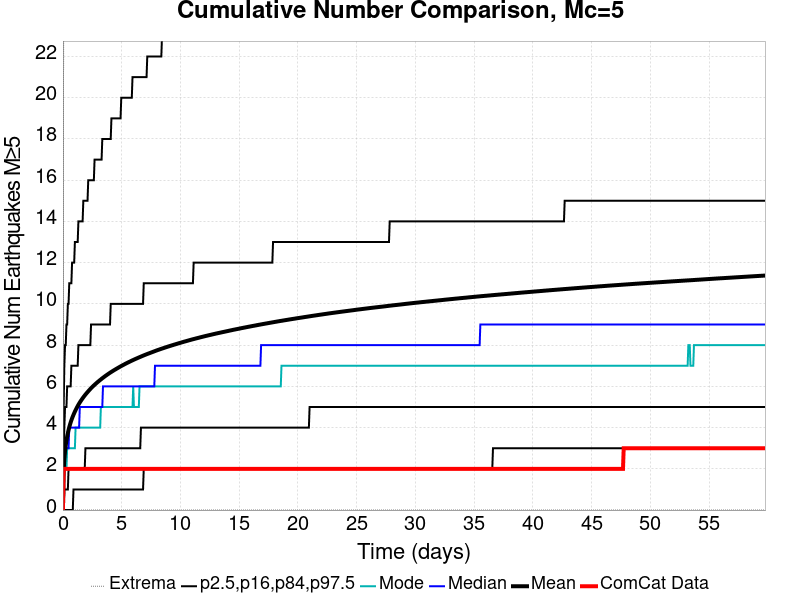 Cumulative Number Comparison, Mc=5
Cumulative Num Earthquakes M≥5
22
20
18
16
14
12
10
8
6
4
2
0
0 5 10 15 20 25 30 35 40 45 50 55
Time (days)
Extrema p2.5,p16,p84,p97.5 Mode Median Mean ComCat Data